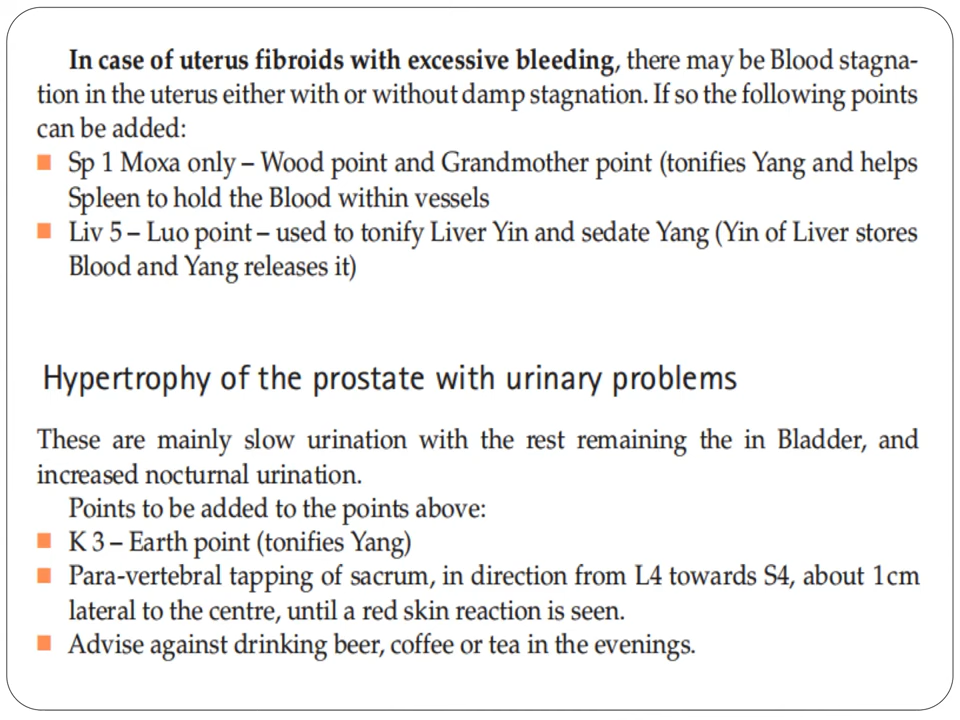 In case of uterus fibroids with excessive bleeding, there may be Blood stagna-
tion in the uterus either with or without damp stagnation. If so the following points
can be added:
■ Sp 1 Moxa only – Wood point and Grandmother point (tonifies Yang and helps
Spleen to hold the Blood within vessels
■ Liv 5 – Luo point – used to tonify Liver Yin and sedate Yang (Yin of Liver stores
Blood and Yang releases it)
Hypertrophy of the prostate with urinary problems
These are mainly slow urination with the rest remaining the in Bladder, and
increased nocturnal urination.
Points to be added to the points above:
■ K 3 – Earth point (tonifies Yang)
■ Para-vertebral tapping of sacrum, in direction from L4 towards S4, about 1 cm
lateral to the centre, until a red skin reaction is seen.
■ Advise against drinking beer, coffee or tea in the evenings.